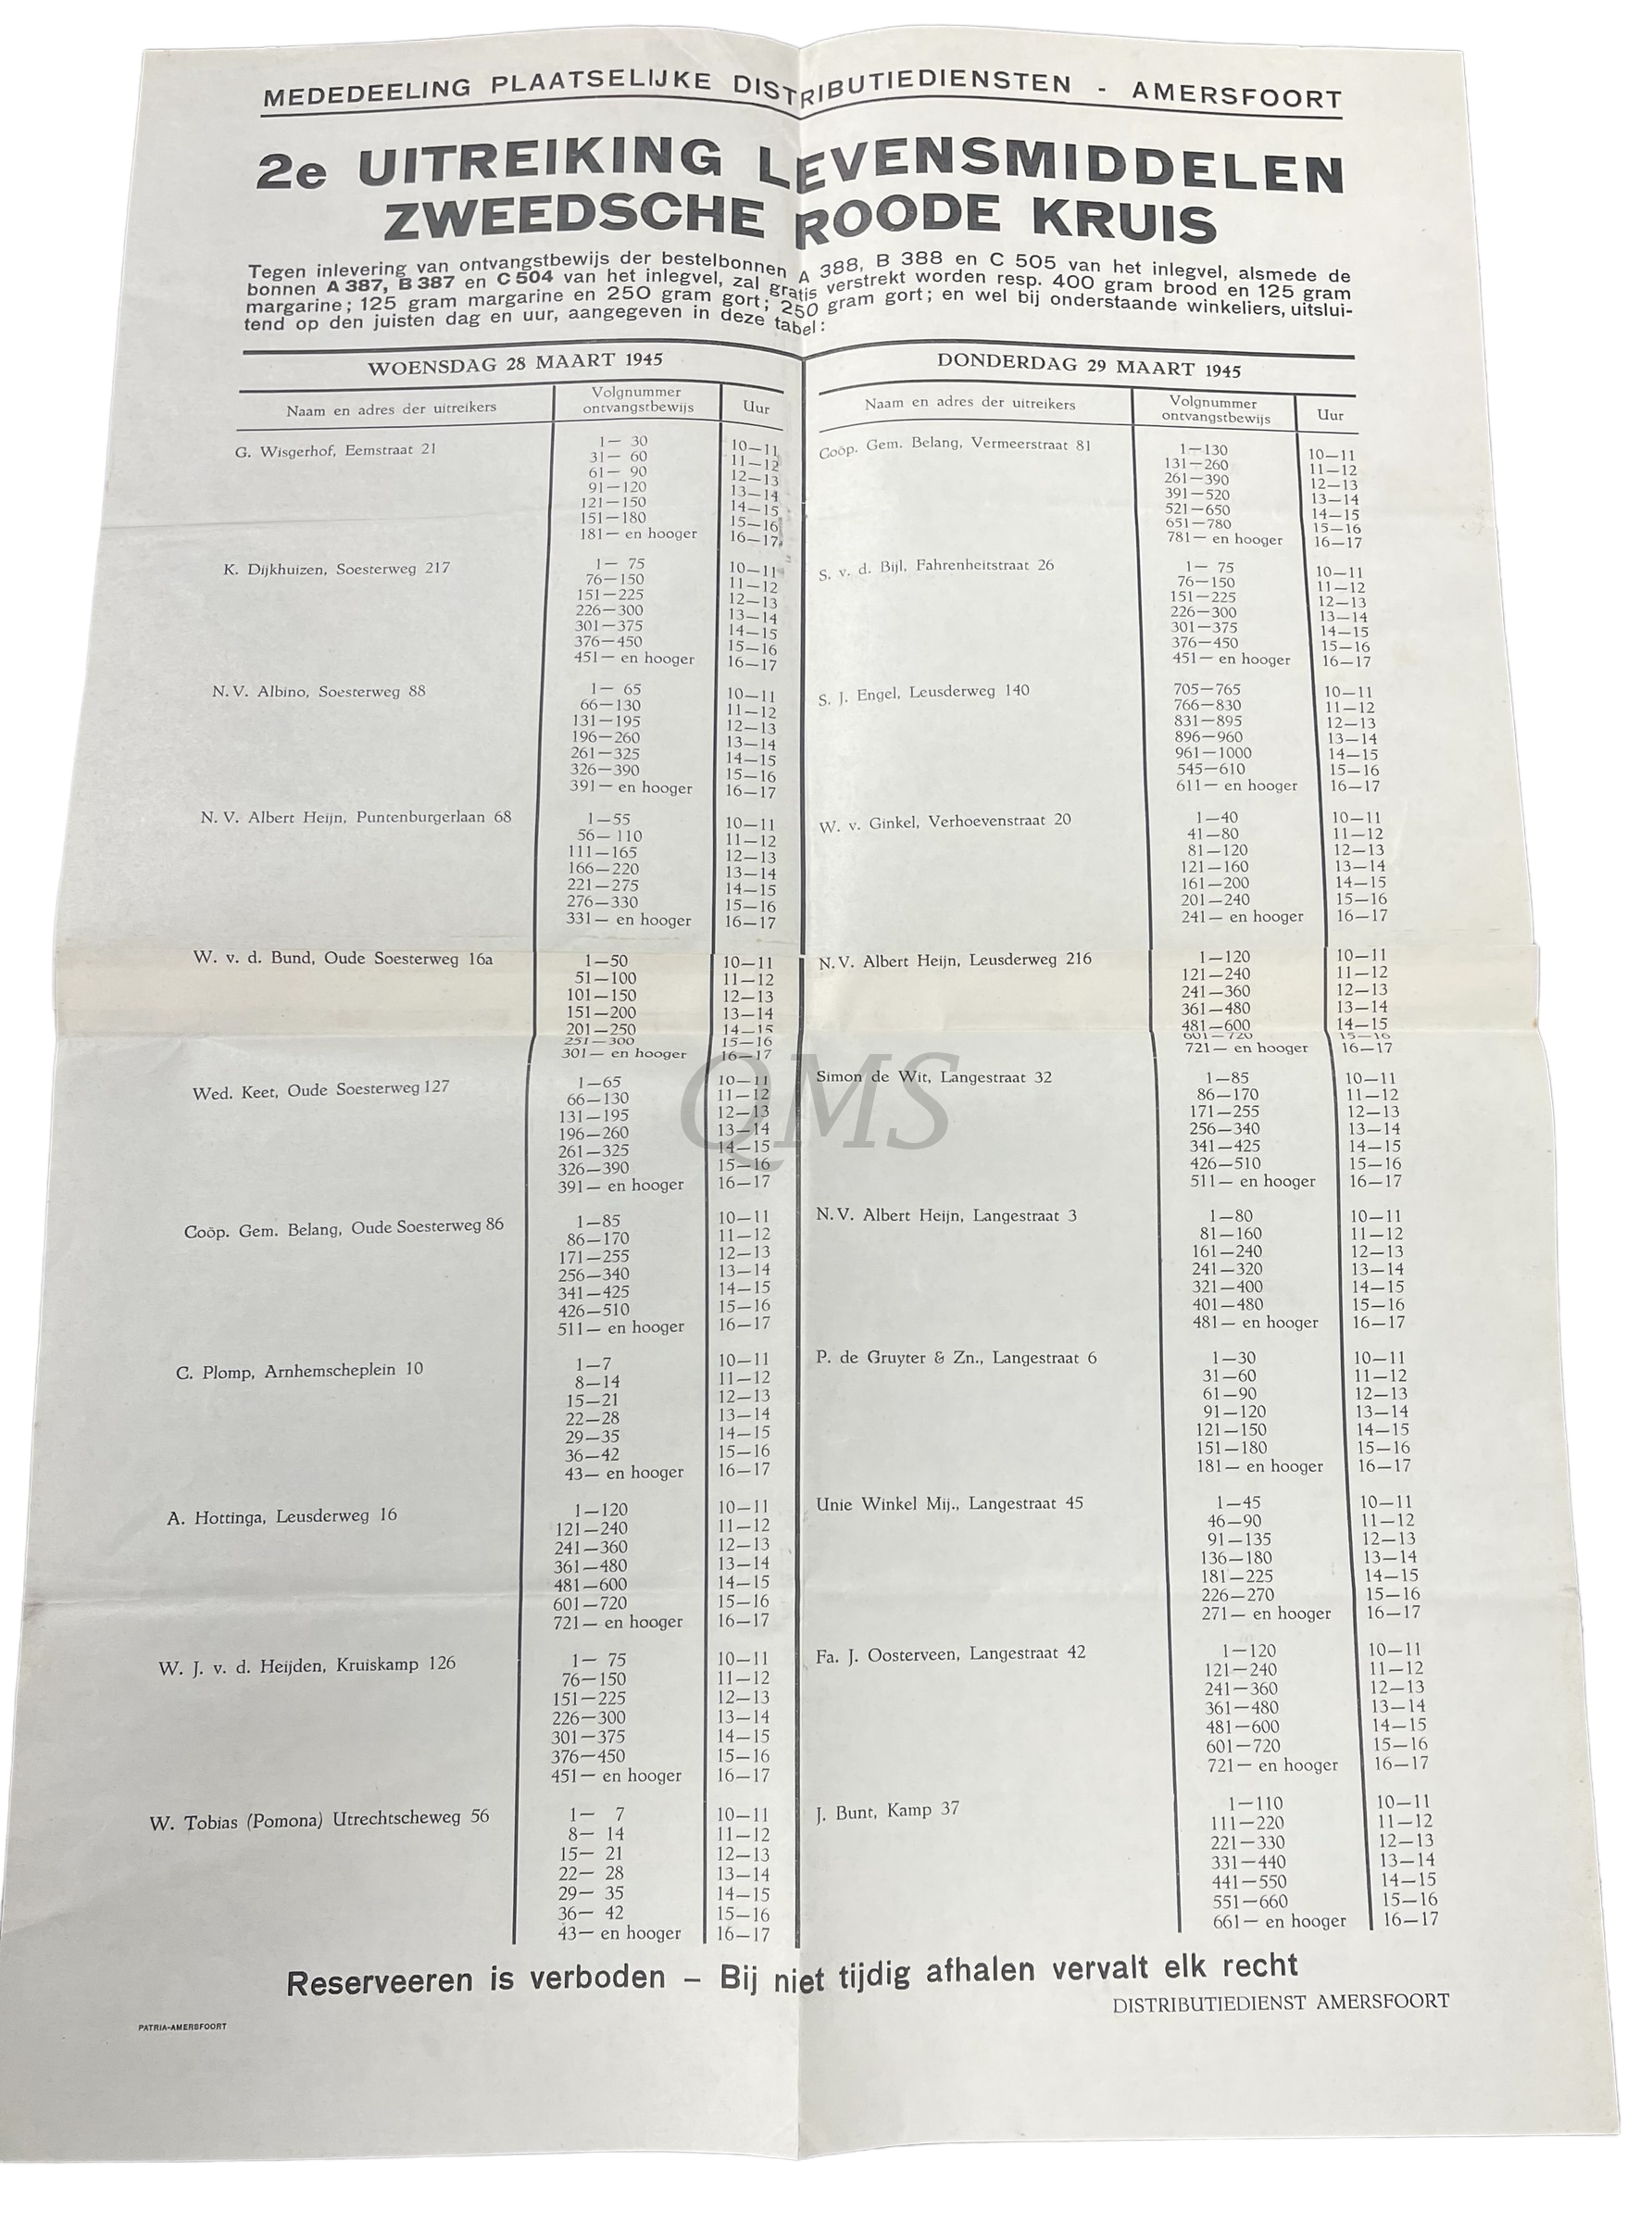 MEDEDEELING PLAATSELIJKE DISTRIBUTIEDIENSTEN - AMERSFOORT
2e UITREIKING LEVENSMIDDELEN
ZWEEDSCHE ROODE KRUIS
Tegen inlevering van ontvangstbewijs der bestelbonnen A 388, B 388 en C 505 van het inlegvel, alsmede de
bonnen A 387, B 387 en C 504 van het inlegvel, zal gratis verstrekt worden resp. 400 gram brood en 125 gram
margarine; 125 gram margarine en 250 gram gort; 250 gram gort; en wel bij onderstaande winkeliers, uitslui-
tend op den juisten dag en uur, aangegeven in deze tabel:
WOENSDAG 28 MAART 1945
Naam en adres der uitreikers Volgnummer ontvangstbewijs Uur
G. Wisgerhof, Eemstraat 21 1— 30 10—11
31— 60 11—12
61— 90 12—13
91—120 13—14
121—150 14—15
151—180 15—16
181— en hooger 16—17
K. Dijkhuizen, Soesterweg 217 1— 75 10—11
76—150 11—12
151—225 12—13
226—300 13—14
301—375 14—15
376—450 15—16
451— en hooger 16—17
N.V. Albino, Soesterweg 88 1— 65 10—11
66—130 11—12
131—195 12—13
196—260 13—14
261—325 14—15
326—390 15—16
391— en hooger 16—17
N.V. Albert Heijn, Puntenburgerlaan 68 1—55 10—11
56—110 11—12
111—165 12—13
166—220 13—14
221—275 14—15
276—330 15—16
331— en hooger 16—17
W. v. d. Bund, Oude Soesterweg 16a 1—50 10—11
51—100 11—12
101—150 12—13
151—200 13—14
201—250 14—15
251—300 15—16
301— en hooger 16—17
Wed. Keet, Oude Soesterweg 127 1—65 10—11
66—130 11—12
131—195 12—13
196—260 13—14
261—325 14—15
326—390 15—16
391— en hooger 16—17
Coöp. Gem. Belang, Oude Soesterweg 86 1—85 10—11
86—170 11—12
171—255 12—13
256—340 13—14
341—425 14—15
426—510 15—16
511— en hooger 16—17
C. Plomp, Arnhemscheplein 10 1—7 10—11
8—14 11—12
15—21 12—13
22—28 13—14
29—35 14—15
36—42 15—16
43— en hooger 16—17
A. Hottinga, Leusderweg 16 1—120 10—11
121—240 11—12
241—360 12—13
361—480 13—14
481—600 14—15
601—720 15—16
721— en hooger 16—17
W. J. v. d. Heijden, Kruiskamp 126 1— 75 10—11
76—150 11—12
151—225 12—13
226—300 13—14
301—375 14—15
376—450 15—16
451— en hooger 16—17
W. Tobias (Pomona) Utrechtscheweg 56 1— 7 10—11
8— 14 11—12
15— 21 12—13
22— 28 13—14
29— 35 14—15
36— 42 15—16
43— en hooger 16—17
DONDERDAG 29 MAART 1945
Naam en adres der uitreikers Volgnummer ontvangstbewijs Uur
Coöp. Gem. Belang, Vermeerstraat 81 1—130 10—11
131—260 11—12
261—390 12—13
391—520 13—14
521—650 14—15
651—780 15—16
781— en hooger 16—17
S. v. d. Bijl, Fahrenheitstraat 26 1— 75 10—11
76—150 11—12
151—225 12—13
226—300 13—14
301—375 14—15
376—450 15—16
451— en hooger 16—17
S. J. Engel, Leusderweg 140 705—765 10—11
766—830 11—12
831—895 12—13
896—960 13—14
961—1000 14—15
545—610 15—16
611— en hooger 16—17
W. v. Ginkel, Verhoevenstraat 20 1—40 10—11
41—80 11—12
81—120 12—13
121—160 13—14
161—200 14—15
201—240 15—16
241— en hooger 16—17
N.V. Albert Heijn, Leusderweg 216 1—120 10—11
121—240 11—12
241—360 12—13
361—480 13—14
481—600 14—15
601—720 15—16
721— en hooger 16—17
Simon de Wit, Langestraat 32 1—85 10—11
86—170 11—12
171—255 12—13
256—340 13—14
341—425 14—15
426—510 15—16
511— en hooger 16—17
N.V. Albert Heijn, Langestraat 3 1—80 10—11
81—160 11—12
161—240 12—13
241—320 13—14
321—400 14—15
401—480 15—16
481— en hooger 16—17
P. de Gruyter & Zn., Langestraat 6 1—30 10—11
31—60 11—12
61—90 12—13
91—120 13—14
121—150 14—15
151—180 15—16
181— en hooger 16—17
Unie Winkel Mij., Langestraat 45 1—45 10—11
46—90 11—12
91—135 12—13
136—180 13—14
181—225 14—15
226—270 15—16
271— en hooger 16—17
Fa. J. Oosterveen, Langestraat 42 1—120 10—11
121—240 11—12
241—360 12—13
361—480 13—14
481—600 14—15
601—720 15—16
721— en hooger 16—17
J. Bunt, Kamp 37 1—110 10—11
111—220 11—12
221—330 12—13
331—440 13—14
441—550 14—15
551—660 15—16
661— en hooger 16—17
QMS
Reserveeren is verboden – Bij niet tijdig afhalen vervalt elk recht
DISTRIBUTIEDIENST AMERSFOORT
PATRIA-AMERSFOORT